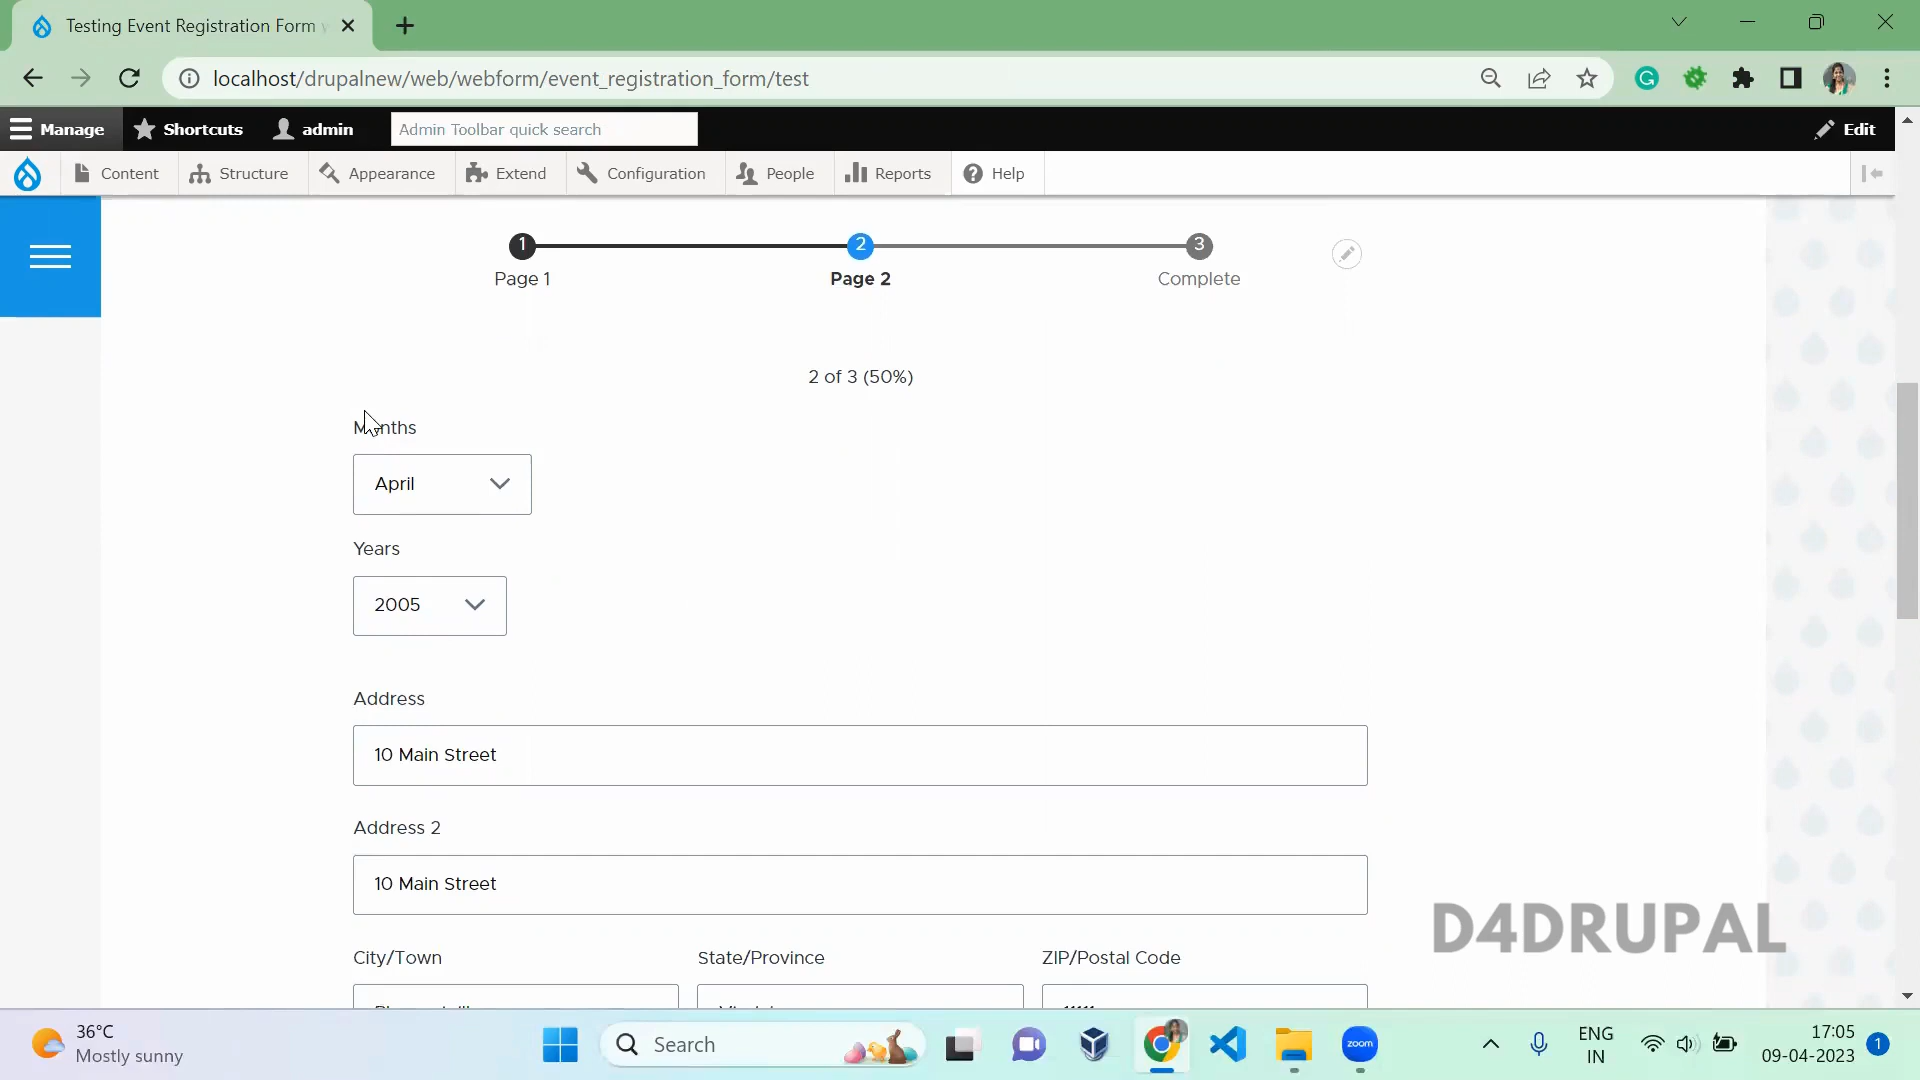 Testing Event Registration Form
localhost/drupalnew/web/webform/event_registration_form/test
Manage Shortcuts admin Admin Toolbar quick search Edit
Content Structure Appearance Extend Configuration People Reports Help
1 2 3
Page 1 Page 2 Complete
2 of 3 (50%)
Months
April
Years
2005
Address
10 Main Street
Address 2
10 Main Street
D4DRUPAL
City/Town State/Province ZIP/Postal Code
36°C
Mostly sunny
Search
zoom
ENG
IN
17:05
09-04-2023
1